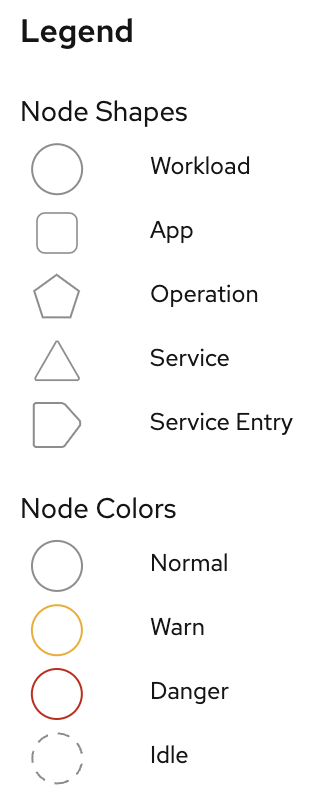 Legend
Node Shapes
Workload
App
Operation
Service
Service Entry
Node Colors
Normal
Warn
Danger
Idle